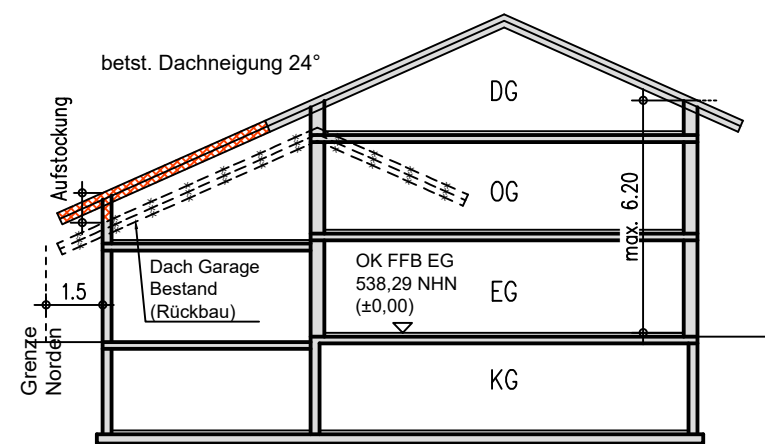 betst. Dachneigung 24°
DG
Aufstockung
OG
max. 6.20
Dach Garage
Bestand
(Rückbau)
OK FFB EG
538,29 NHN
(±0,00)
EG
1.5
Grenze
Norden
KG